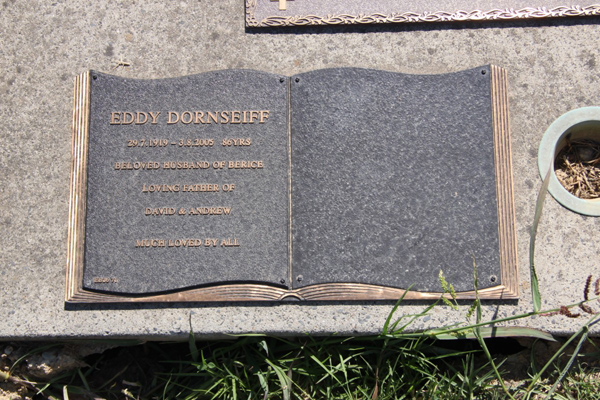 EDDY DORNSEIFF
29.7.1919 – 3.8.2005 86YRS
BELOVED HUSBAND OF BERICE
LOVING FATHER OF
DAVID & ANDREW
MUCH LOVED BY ALL